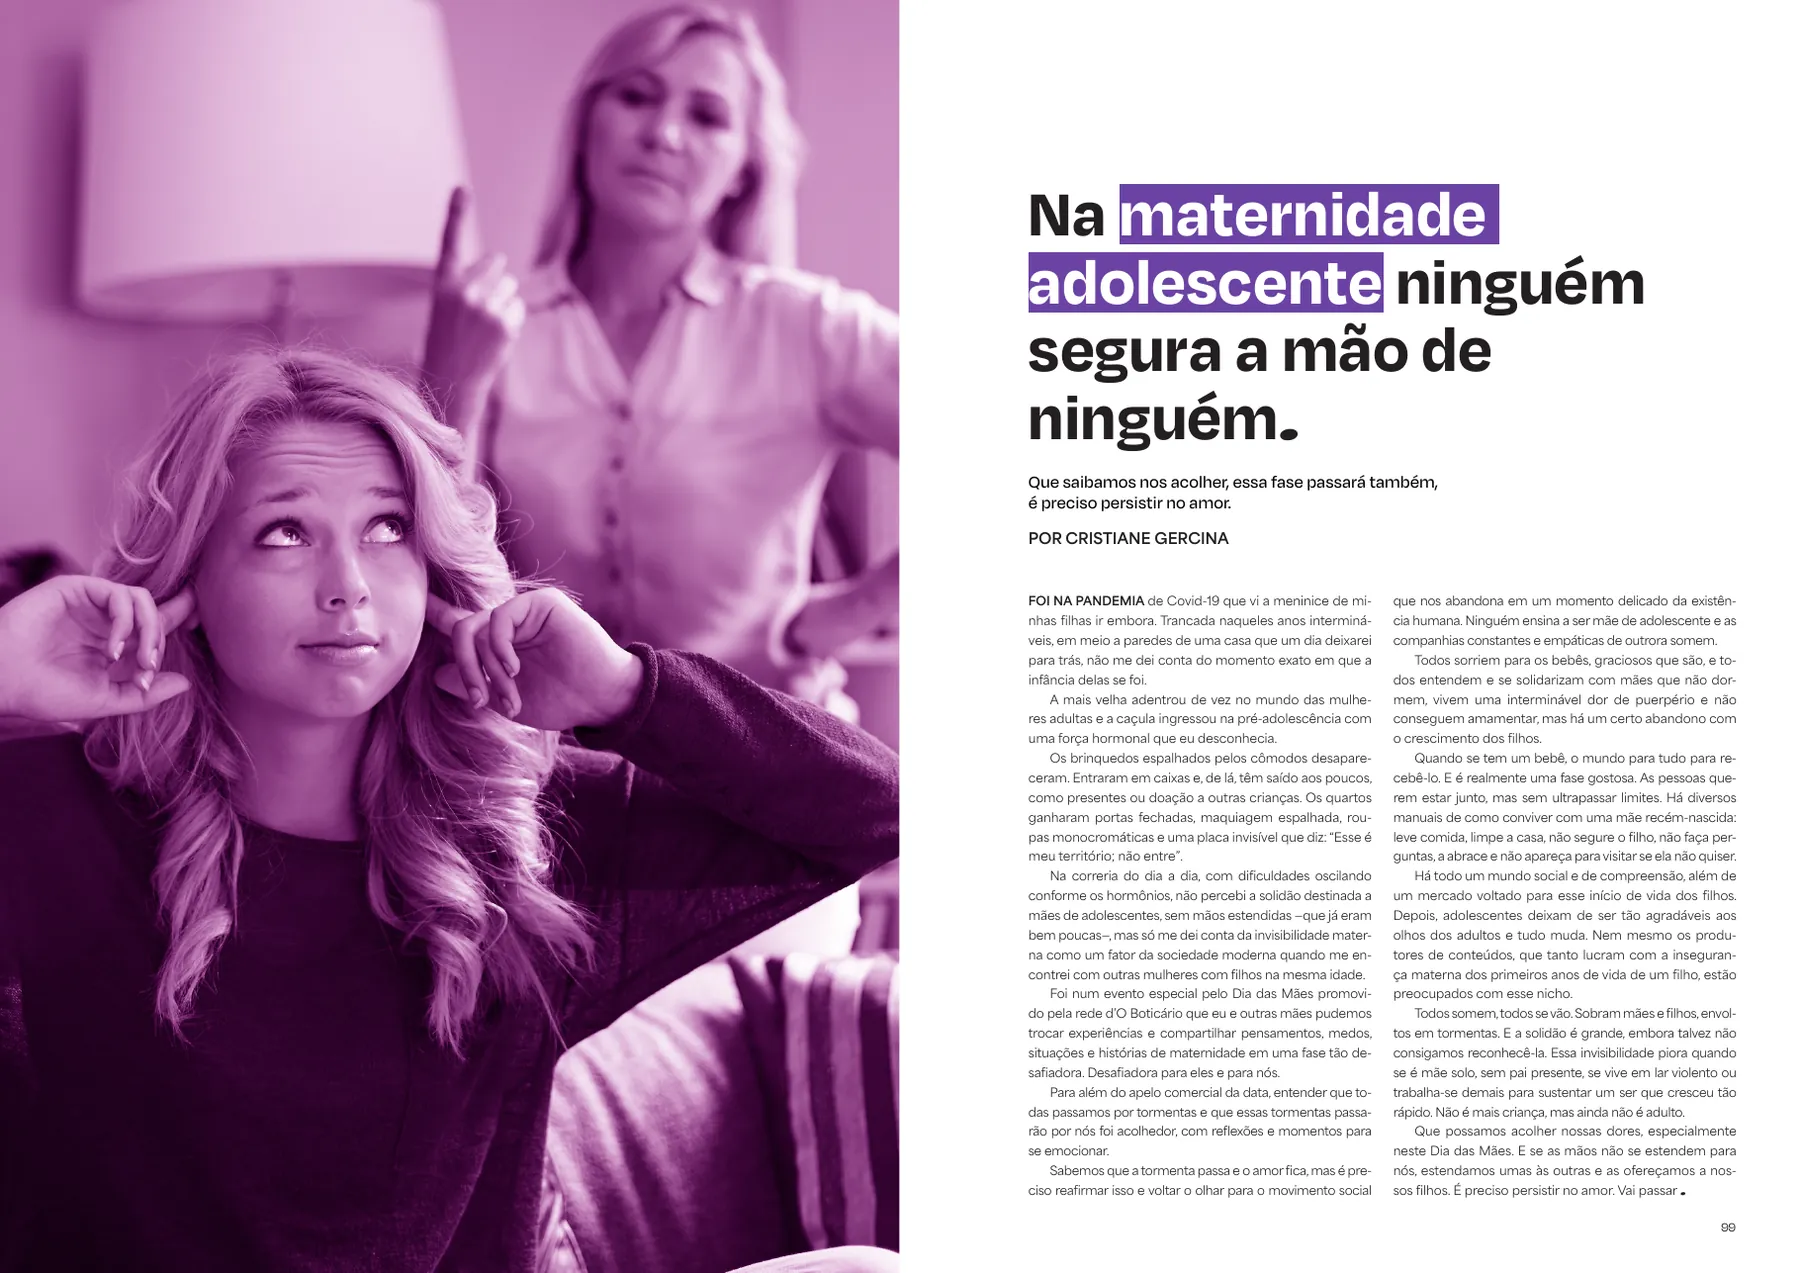 Na maternidade
adolescente ninguém
segura a mão de
ninguém.
Que saibamos nos acolher, essa fase passará também,
é preciso persistir no amor.
POR CRISTIANE GERCINA
FOI NA PANDEMIA de Covid-19 que vi a meninice de mi-
nhas filhas ir embora. Trancada naqueles anos intermináː
veis, em meio a paredes de uma casa que um dia deixarei
para trás, não me dei conta do momento exato em que a
infância delas se foi.
A mais velha adentrou de vez no mundo das mulhe-
res adultas e a caçula ingressou na pré-adolescência com
uma força hormonal que eu desconhecia.
Os brinquedos espalhados pelos cômodos desapare-
ceram. Entraram em caixas e, de lá, têm saído aos poucos,
como presentes ou doação a outras crianças. Os quartos
ganharam portas fechadas, maquiagem espalhada, rou-
pas monocromáticas e uma placa invisível que diz: “Esse é
meu território; não entre”.
Na correria do dia a dia, com dificuldades oscilando
conforme os hormônios, não percebi a solidão destinada a
mães de adolescentes, sem mãos estendidas –que já eram
bem poucas–, mas só me dei conta da invisibilidade mater-
na como um fator da sociedade moderna quando me en-
contrei com outras mulheres com filhos na mesma idade.
Foi num evento especial pelo Dia das Mães promovi-
do pela rede d’O Boticário que eu e outras mães pudemos
trocar experiências e compartilhar pensamentos, medos,
situações e histórias de maternidade em uma fase tão de-
safiadora. Desafiadora para eles e para nós.
Para além do apelo comercial da data, entender que to-
das passamos por tormentas e que essas tormentas passa-
rão por nós foi acolhedor, com reflexões e momentos para
se emocionar.
Sabemos que a tormenta passa e o amor fica, mas é pre-
ciso reafirmar isso e voltar o olhar para o movimento social
que nos abandona em um momento delicado da existên-
cia humana. Ninguém ensina a ser mãe de adolescente e as
companhias constantes e empáticas de outrora somem.
Todos sorriem para os bebês, graciosos que são, e to-
dos entendem e se solidarizam com mães que não dor-
mem, vivem uma interminável dor de puerpério e não
conseguem amamentar, mas há um certo abandono com
o crescimento dos filhos.
Quando se tem um bebê, o mundo para tudo para re-
cebê-lo. E é realmente uma fase gostosa. As pessoas que-
rem estar junto, mas sem ultrapassar limites. Há diversos
manuais de como conviver com uma mãe recém-nascida:
leve comida, limpe a casa, não segure o filho, não faça per-
guntas, a abrace e não apareça para visitar se ela não quiser.
Há todo um mundo social e de compreensão, além de
um mercado voltado para esse início de vida dos filhos.
Depois, adolescentes deixam de ser tão agradáveis aos
olhos dos adultos e tudo muda. Nem mesmo os produ-
tores de conteúdos, que tanto lucram com a inseguran-
ça materna dos primeiros anos de vida de um filho, estão
preocupados com esse nicho.
Todos somem, todos se vão. Sobram mães e filhos, envol-
tos em tormentas. E a solidão é grande, embora talvez não
consigamos reconhecê-la. Essa invisibilidade piora quando
se é mãe solo, sem pai presente, se vive em lar violento ou
trabalha-se demais para sustentar um ser que cresceu tão
rápido. Não é mais criança, mas ainda não é adulto.
Que possamos acolher nossas dores, especialmente
neste Dia das Mães. E se as mãos não se estendem para
nós, estendamos umas às outras e as ofereçamos a nos-
sos filhos. É preciso persistir no amor. Vai passar.
99